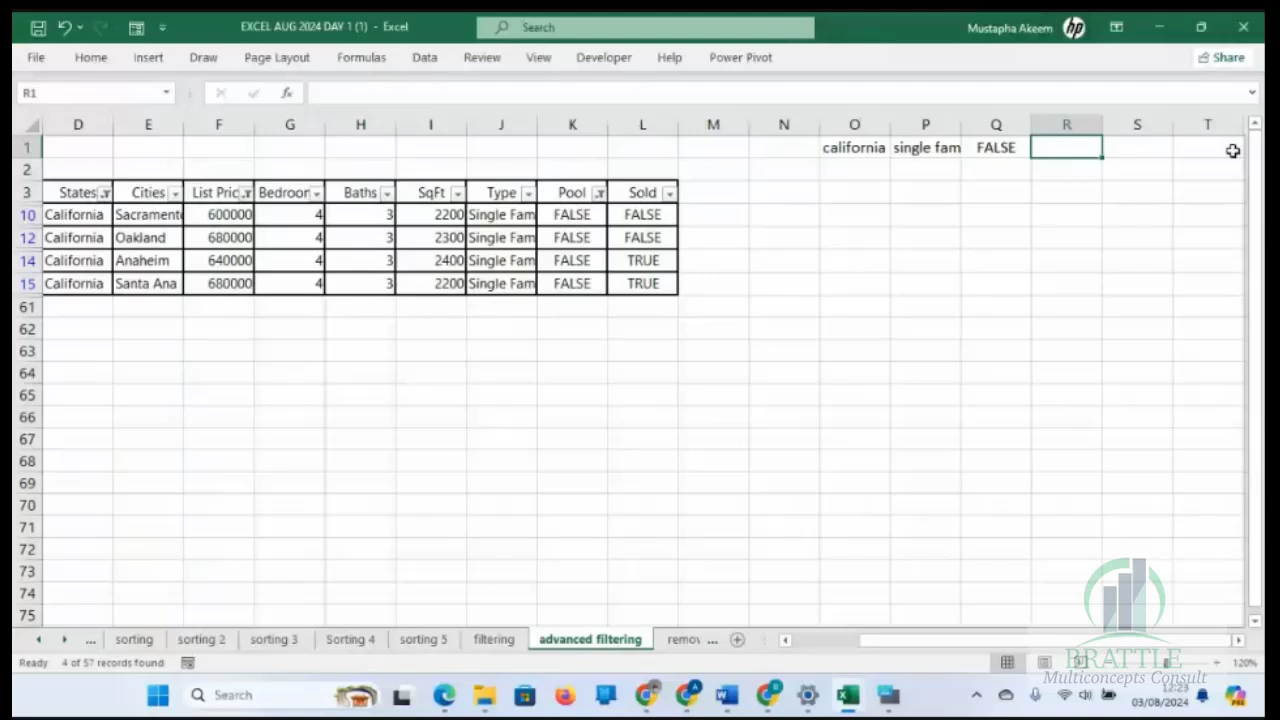 EXCEL AUG 2024 DAY 1 (1) - Excel
Search
Mustapha Akeem
hp
File Home Insert Draw Page Layout Formulas Data Review View Developer Help Power Pivot
Share
R1
fx
D E F G H I J K L M N O P Q R S T
1 california single fam FALSE
2
3 States Cities List Pric Bedroor Baths SqFt Type Pool Sold
10 California Sacrament 600000 4 3 2200 Single Fam FALSE FALSE
12 California Oakland 680000 4 3 2300 Single Fam FALSE FALSE
14 California Anaheim 640000 4 3 2400 Single Fam FALSE TRUE
15 California Santa Ana 680000 4 3 2200 Single Fam FALSE TRUE
61
62
63
64
65
66
67
68
69
70
71
72
73
74
75
... sorting sorting 2 sorting 3 Sorting 4 sorting 5 filtering advanced filtering remov ...
Ready 4 of 57 records found
120%
BRATTLE
Multiconcepts Consult
Search
12:23
03/08/2024